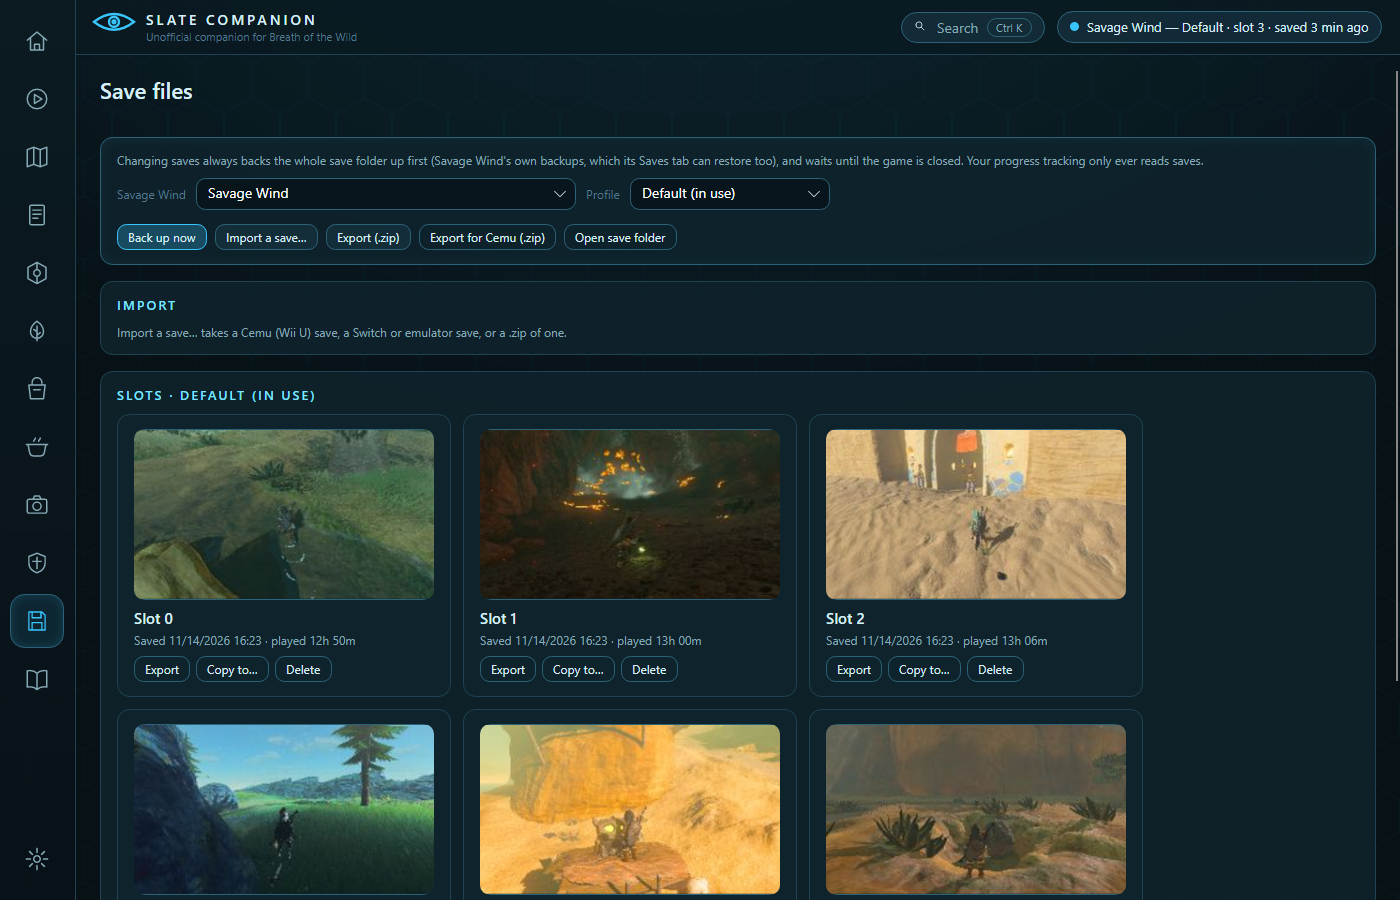 SLATE COMPANION
Unofficial companion for Breath of the Wild
Search Ctrl K
Savage Wind — Default · slot 3 · saved 3 min ago
Save files
Changing saves always backs the whole save folder up first (Savage Wind's own backups, which its Saves tab can restore too), and waits until the game is closed. Your progress tracking only ever reads saves.
Savage Wind Savage Wind Profile Default (in use)
Back up now Import a save... Export (.zip) Export for Cemu (.zip) Open save folder
IMPORT
Import a save... takes a Cemu (Wii U) save, a Switch or emulator save, or a .zip of one.
SLOTS · DEFAULT (IN USE)
Slot 0
Saved 11/14/2026 16:23 · played 12h 50m
Export Copy to... Delete
Slot 1
Saved 11/14/2026 16:23 · played 13h 00m
Export Copy to... Delete
Slot 2
Saved 11/14/2026 16:23 · played 13h 06m
Export Copy to... Delete